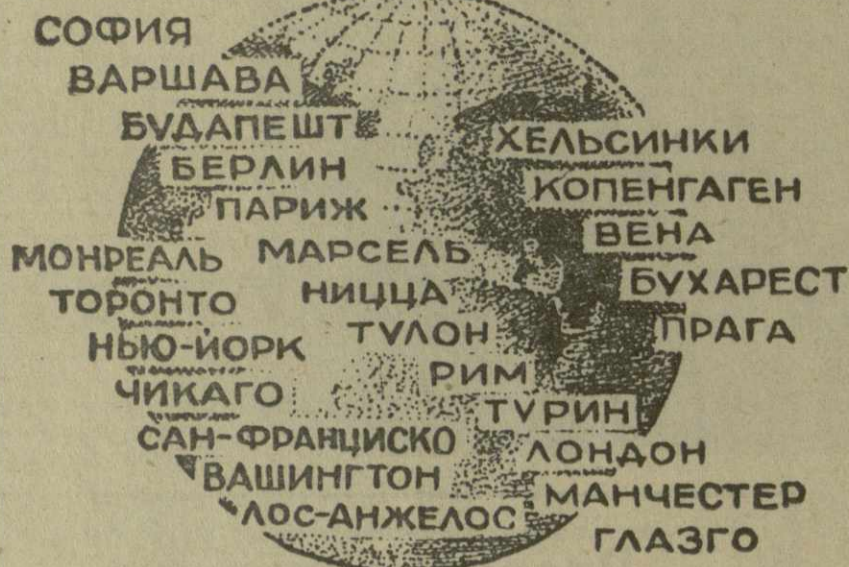 СОФИЯ
ВАРШАВА
БУДАПЕШТ
БЕРЛИН
ПАРИЖ
МОНРЕАЛЬ
ТОРОНТО
НЬЮ-ЙОРК
ЧИКАГО
САН-ФРАНЦИСКО
ВАШИНГТОН
ЛОС-АНЖЕЛОС
МАРСЕЛЬ
НИЦЦА
ТУЛОН
РИМ
ТУРИН
ЛОНДОН
МАНЧЕСТЕР
ГЛАЗГО
ХЕЛЬСИНКИ
КОПЕНГАГЕН
ВЕНА
БУХАРЕСТ
ПРАГА